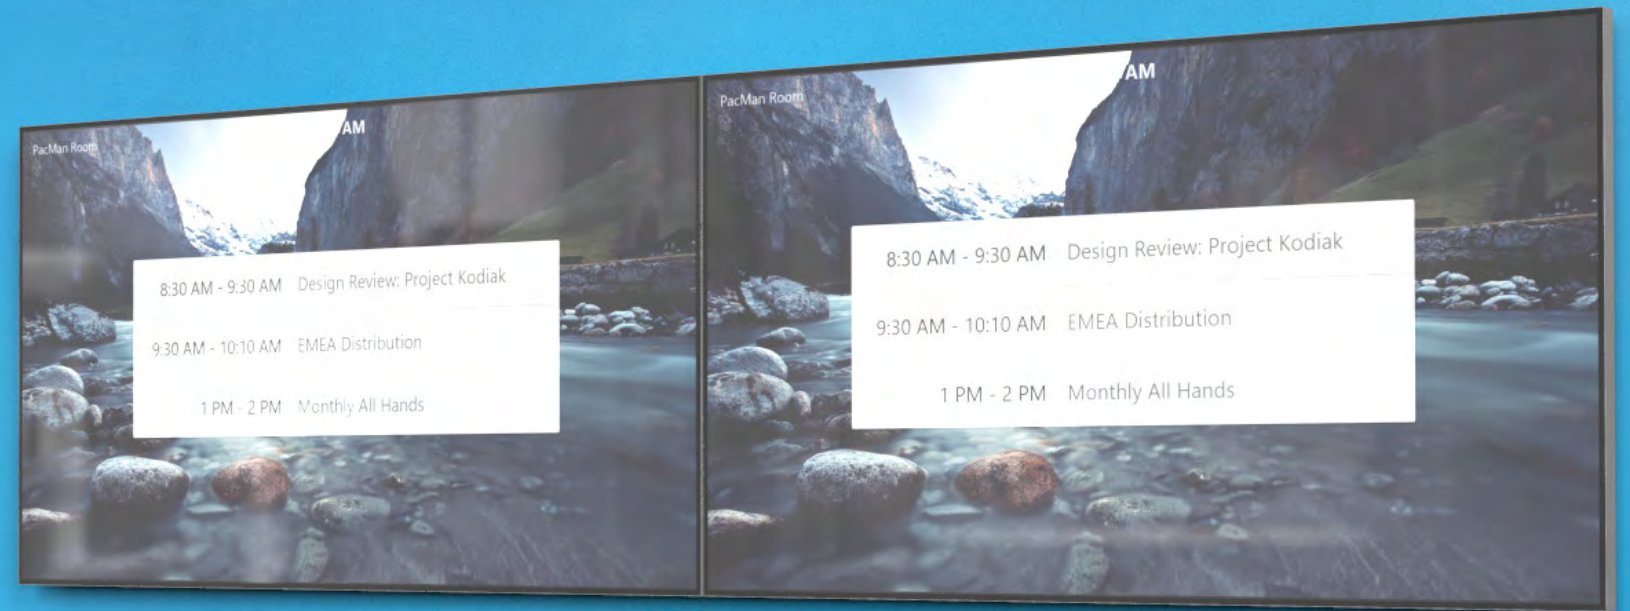 PacMan Room
AM
8:30 AM - 9:30 AM Design Review: Project Kodiak
9:30 AM - 10:10 AM EMEA Distribution
1 PM - 2 PM Monthly All Hands
PacMan Room
AM
8:30 AM - 9:30 AM Design Review: Project Kodiak
9:30 AM - 10:10 AM EMEA Distribution
1 PM - 2 PM Monthly All Hands